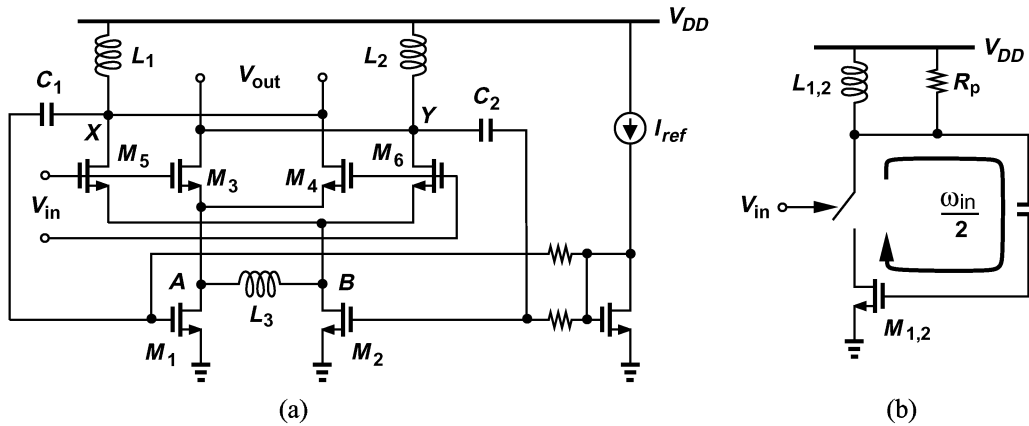 V_DD
L_1
L_2
V_out
C_1
C_2
X
Y
I_ref
M_5
M_3
M_4
M_6
V_in
A
B
L_3
M_1
M_2
(a)
V_DD
L_1,2
R_p
V_in
ω_in
2
M_1,2
(b)